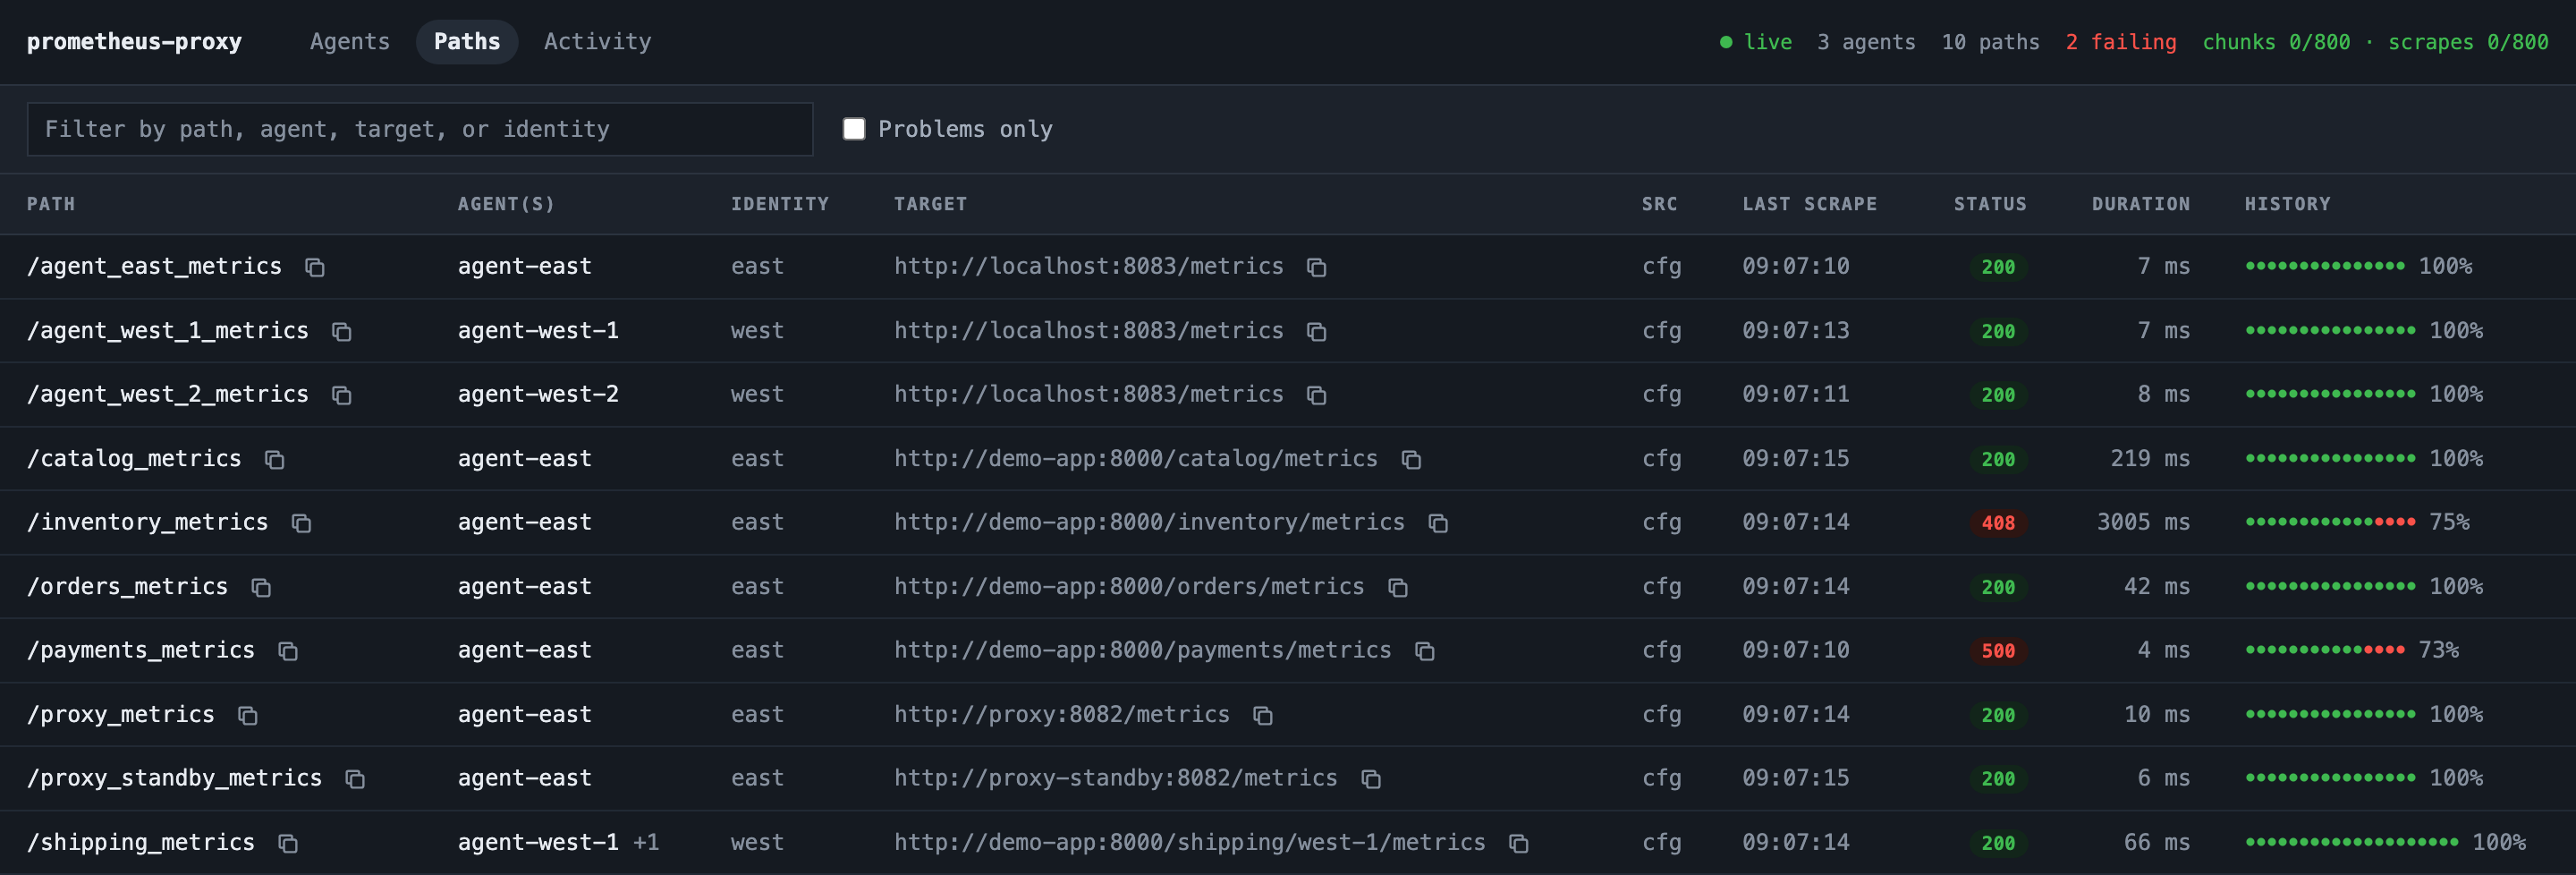 prometheus-proxy Agents Paths Activity live 3 agents 10 paths 2 failing chunks 0/800 · scrapes 0/800
Filter by path, agent, target, or identity Problems only
PATH AGENT(S) IDENTITY TARGET SRC LAST SCRAPE STATUS DURATION HISTORY
/agent_east_metrics agent-east east http://localhost:8083/metrics cfg 09:07:10 200 7 ms 100%
/agent_west_1_metrics agent-west-1 west http://localhost:8083/metrics cfg 09:07:13 200 7 ms 100%
/agent_west_2_metrics agent-west-2 west http://localhost:8083/metrics cfg 09:07:11 200 8 ms 100%
/catalog_metrics agent-east east http://demo-app:8000/catalog/metrics cfg 09:07:15 200 219 ms 100%
/inventory_metrics agent-east east http://demo-app:8000/inventory/metrics cfg 09:07:14 408 3005 ms 75%
/orders_metrics agent-east east http://demo-app:8000/orders/metrics cfg 09:07:14 200 42 ms 100%
/payments_metrics agent-east east http://demo-app:8000/payments/metrics cfg 09:07:10 500 4 ms 73%
/proxy_metrics agent-east east http://proxy:8082/metrics cfg 09:07:14 200 10 ms 100%
/proxy_standby_metrics agent-east east http://proxy-standby:8082/metrics cfg 09:07:15 200 6 ms 100%
/shipping_metrics agent-west-1 +1 west http://demo-app:8000/shipping/west-1/metrics cfg 09:07:14 200 66 ms 100%